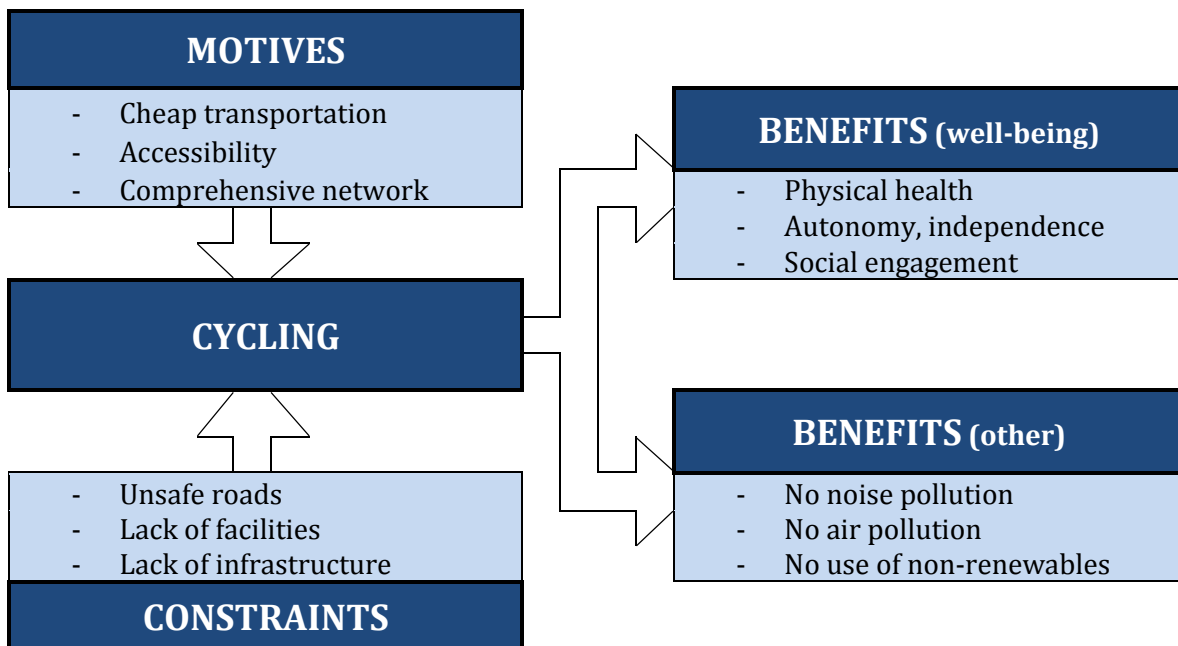 MOTIVES
- Cheap transportation
- Accessibility
- Comprehensive network
CYCLING
- Unsafe roads
- Lack of facilities
- Lack of infrastructure
CONSTRAINTS
BENEFITS (well-being)
- Physical health
- Autonomy, independence
- Social engagement
BENEFITS (other)
- No noise pollution
- No air pollution
- No use of non-renewables